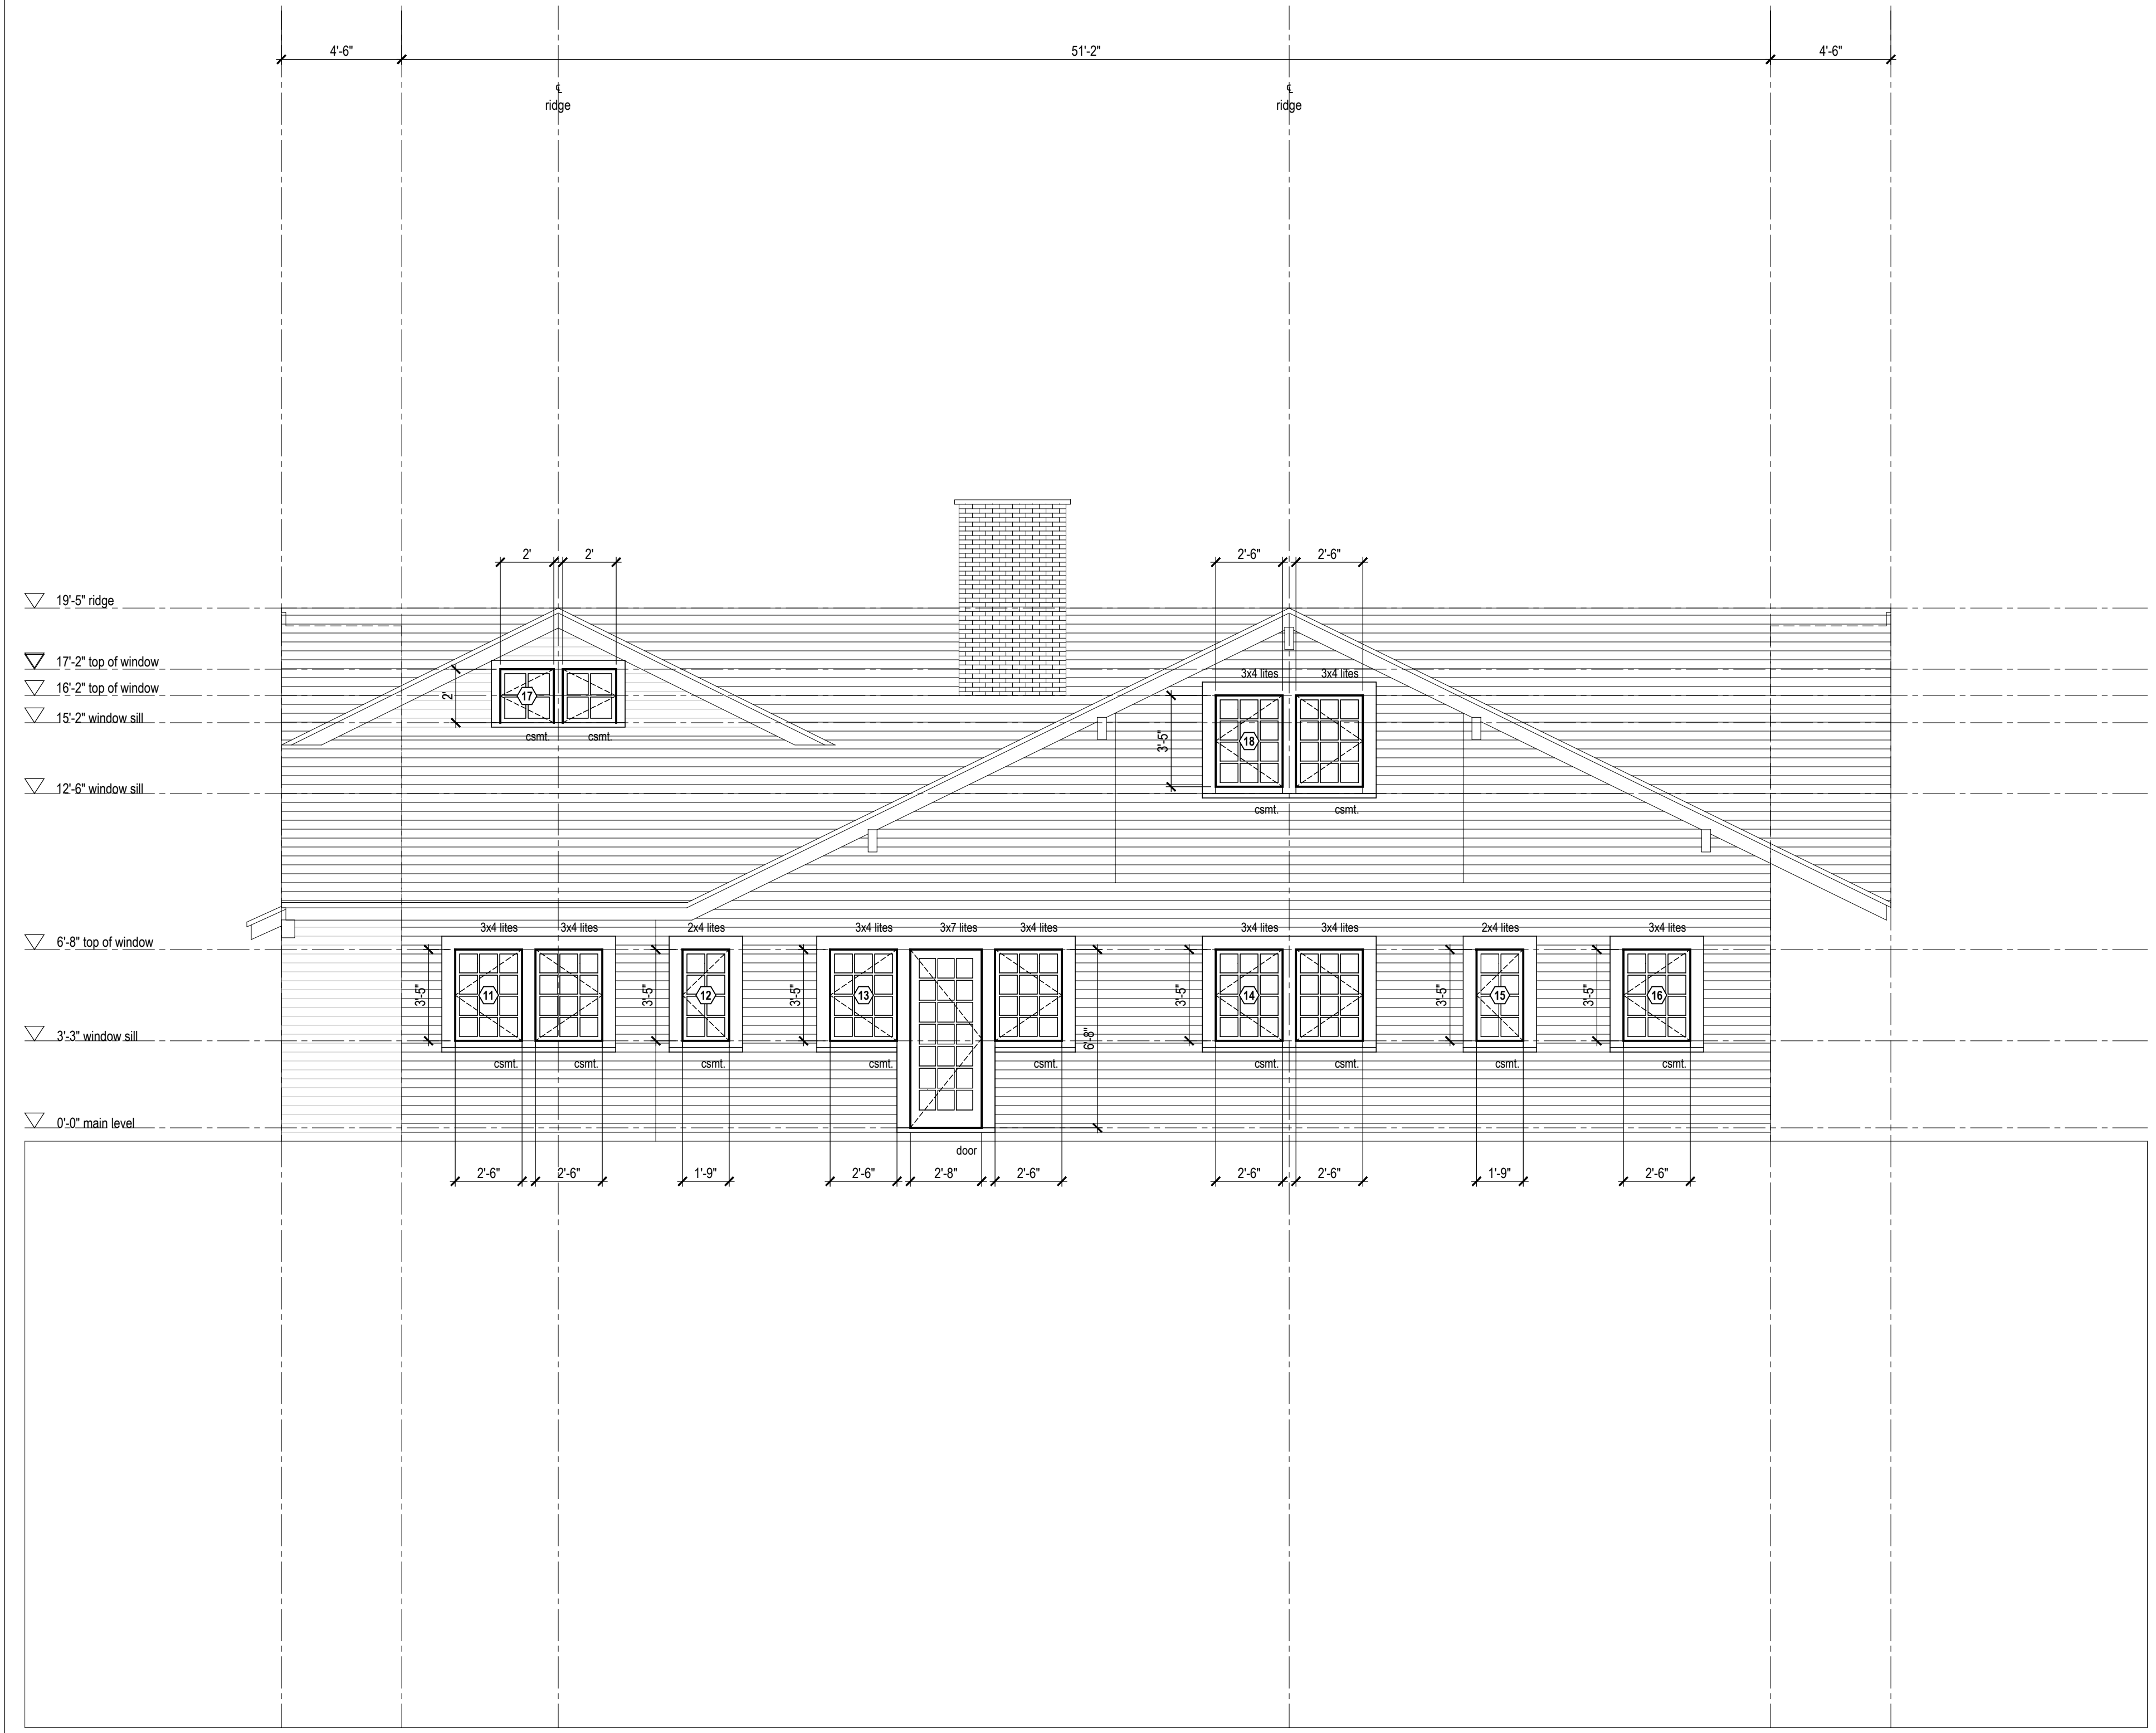 4'-6" 51'-2" 4'-6"
℄ ℄
ridge ridge
2' 2' 2'-6" 2'-6"
19'-5" ridge
17'-2" top of window
3x4 lites 3x4 lites
16'-2" top of window
2' 17
15'-2" window sill
csmt. csmt.
3'-5" 18
12'-6" window sill
csmt. csmt.
3x4 lites 3x4 lites 2x4 lites 3x4 lites 3x7 lites 3x4 lites 3x4 lites 3x4 lites 2x4 lites 3x4 lites
6'-8" top of window
3'-5" 11 3'-5" 12 3'-5" 13 3'-5" 14 3'-5" 15 3'-5" 16
3'-3" window sill
6'-8"
csmt. csmt. csmt. csmt. csmt. csmt. csmt. csmt. csmt.
0'-0" main level
door
2'-6" 2'-6" 1'-9" 2'-6" 2'-8" 2'-6" 2'-6" 2'-6" 1'-9" 2'-6"